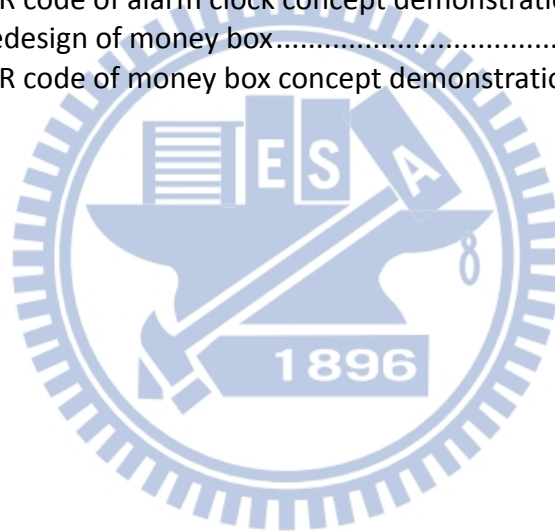 R code of alarm clock concept demonstratio
edesign of money box
R code of money box concept demonstratio
E S A
1896